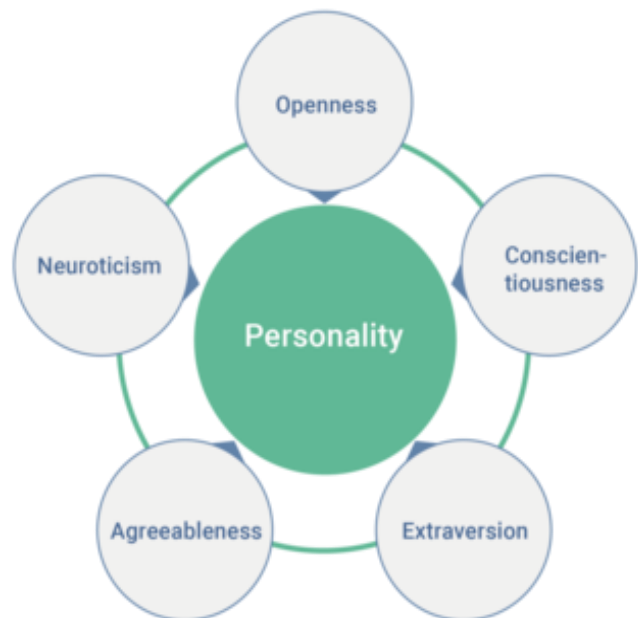 Openness
Neuroticism
Conscien-
tiousness
Personality
Agreeableness
Extraversion